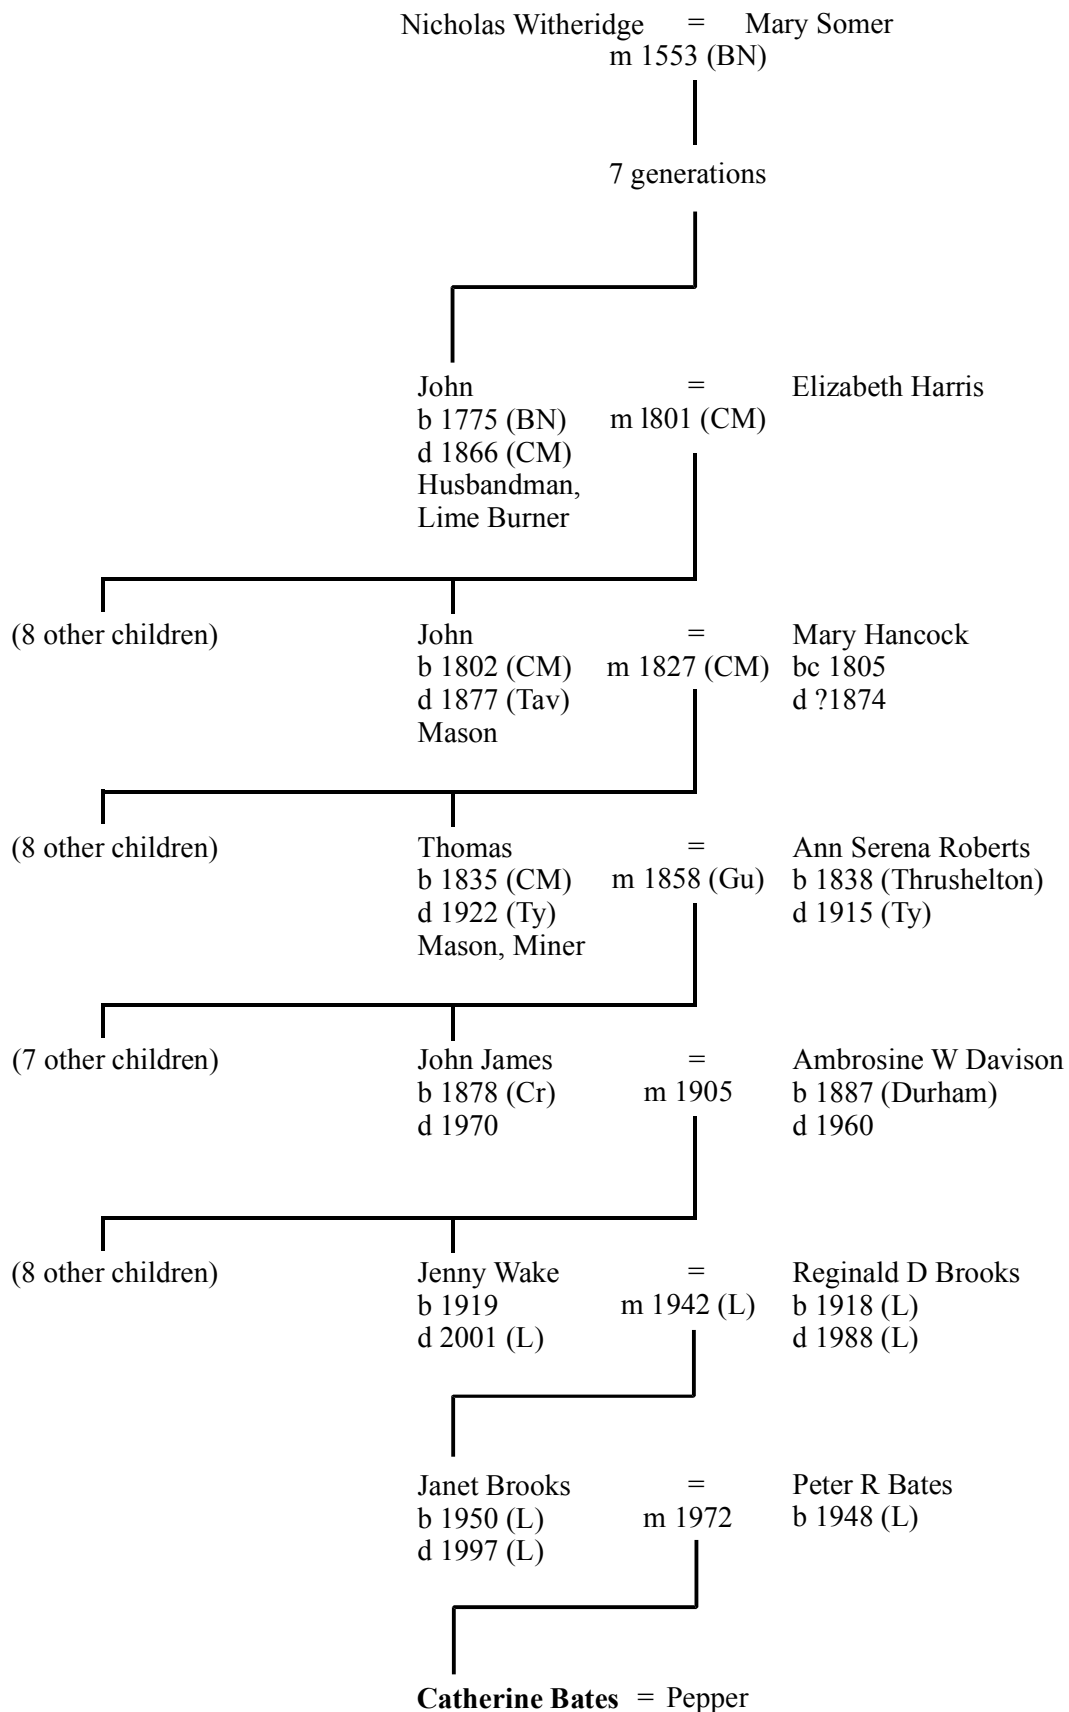 Nicholas Witheridge = Mary Somer
m 1553 (BN)
7 generations
John = Elizabeth Harris
b 1775 (BN) m l801 (CM)
d 1866 (CM)
Husbandman,
Lime Burner
(8 other children) John = Mary Hancock
b 1802 (CM) m 1827 (CM) bc 1805
d 1877 (Tav) d ?1874
Mason
(8 other children) Thomas = Ann Serena Roberts
b 1835 (CM) m 1858 (Gu) b 1838 (Thrushelton)
d 1922 (Ty) d 1915 (Ty)
Mason, Miner
(7 other children) John James = Ambrosine W Davison
b 1878 (Cr) m 1905 b 1887 (Durham)
d 1970 d 1960
(8 other children) Jenny Wake = Reginald D Brooks
b 1919 m 1942 (L) b 1918 (L)
d 2001 (L) d 1988 (L)
Janet Brooks = Peter R Bates
b 1950 (L) m 1972 b 1948 (L)
d 1997 (L)
Catherine Bates = Pepper